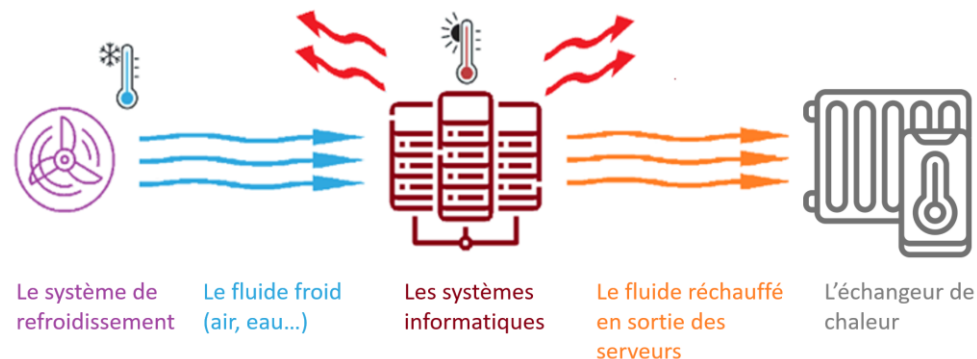 Le système de
refroidissement
Le fluide froid
(air, eau…)
Les systèmes
informatiques
Le fluide réchauffé
en sortie des
serveurs
L’échangeur de
chaleur